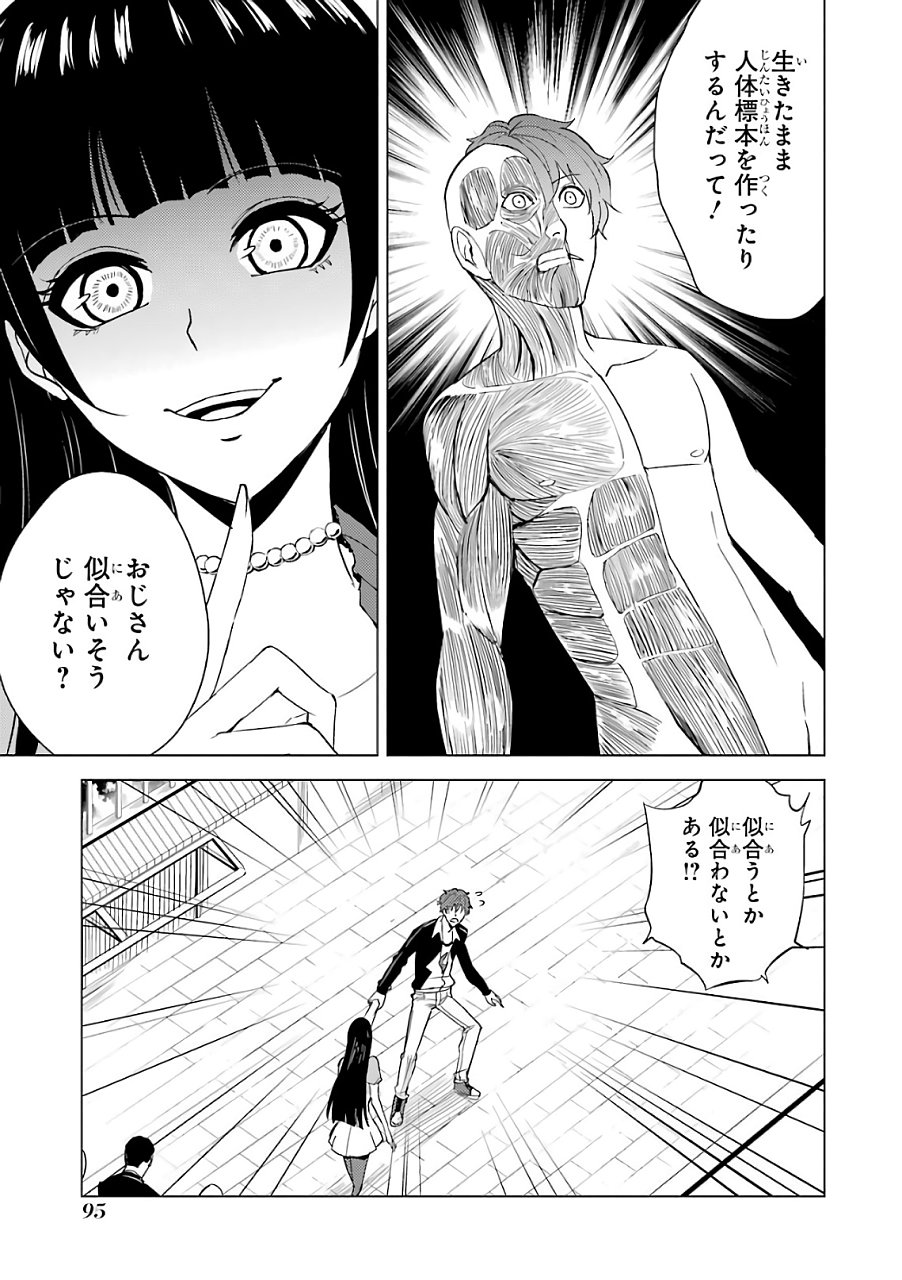 生きたまま
人体標本を作ったり
するんだって！
おじさん
似合いそう
じゃない？
似合うとか
似合わないとか
ある!?
95